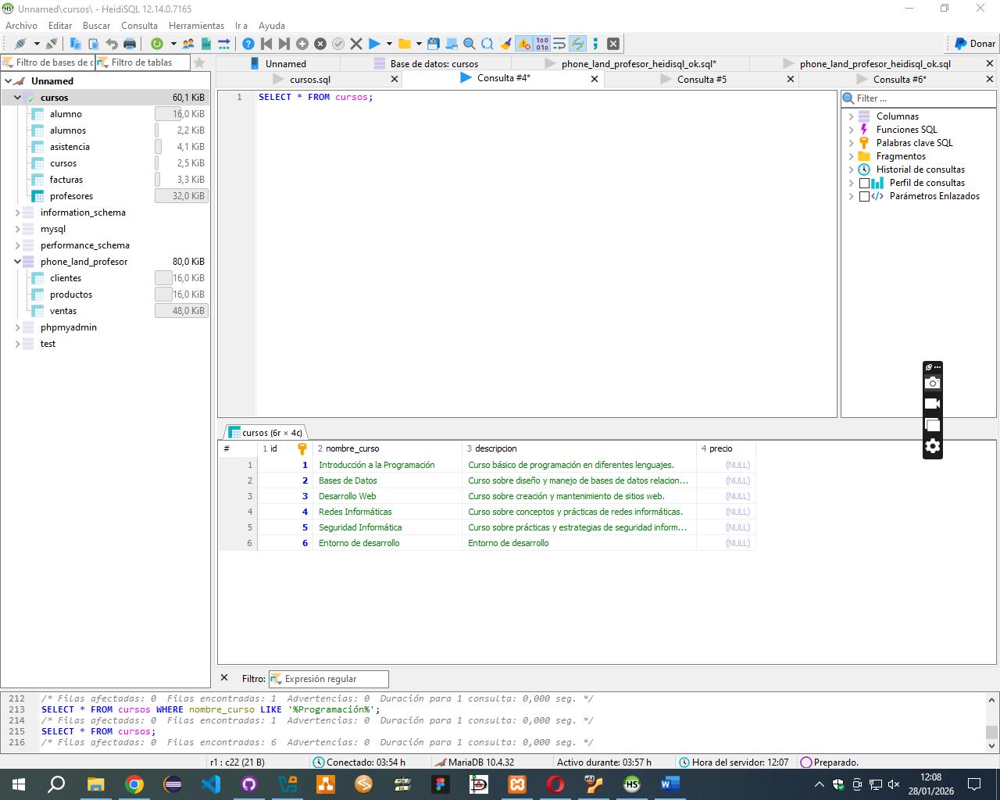 Unnamed\cursos\ - HeidiSQL 12.14.0.7165
Archivo Editar Buscar Consulta Herramientas Ir a Ayuda
Donar
Filtro de bases de c Filtro de tablas
Unnamed Base de datos: cursos phone_land_profesor_heidisql_ok.sql* phone_land_profesor_heidisql_ok.sql
cursos.sql Consulta #4* Consulta #5 Consulta #6*
Unnamed
cursos 60,1 KiB
alumno 16,0 KiB
alumnos 2,2 KiB
asistencia 4,1 KiB
cursos 2,5 KiB
facturas 3,3 KiB
profesores 32,0 KiB
information_schema
mysql
performance_schema
phone_land_profesor 80,0 KiB
clientes 16,0 KiB
productos 16,0 KiB
ventas 48,0 KiB
phpmyadmin
test
1 SELECT * FROM cursos;
Filter ...
Columnas
Funciones SQL
Palabras clave SQL
Fragmentos
Historial de consultas
Perfil de consultas
Parámetros Enlazados
cursos (6r × 4c)
# 1 id 2 nombre_curso 3 descripcion 4 precio
1 1 Introducción a la Programación Curso básico de programación en diferentes lenguajes. (NULL)
2 2 Bases de Datos Curso sobre diseño y manejo de bases de datos relacion... (NULL)
3 3 Desarrollo Web Curso sobre creación y mantenimiento de sitios web. (NULL)
4 4 Redes Informáticas Curso sobre conceptos y prácticas de redes informáticas. (NULL)
5 5 Seguridad Informática Curso sobre prácticas y estrategias de seguridad inform... (NULL)
6 6 Entorno de desarrollo Entorno de desarrollo (NULL)
Filtro: Expresión regular
212 /* Filas afectadas: 0 Filas encontradas: 1 Advertencias: 0 Duración para 1 consulta: 0,000 seg. */
213 SELECT * FROM cursos WHERE nombre_curso LIKE '%Programación%';
214 /* Filas afectadas: 0 Filas encontradas: 1 Advertencias: 0 Duración para 1 consulta: 0,000 seg. */
215 SELECT * FROM cursos;
216 /* Filas afectadas: 0 Filas encontradas: 6 Advertencias: 0 Duración para 1 consulta: 0,000 seg. */
r1 : c22 (21 B) Conectado: 03:54 h MariaDB 10.4.32 Activo durante: 03:57 h Hora del servidor: 12:07 Preparado.
12:08
28/01/2026